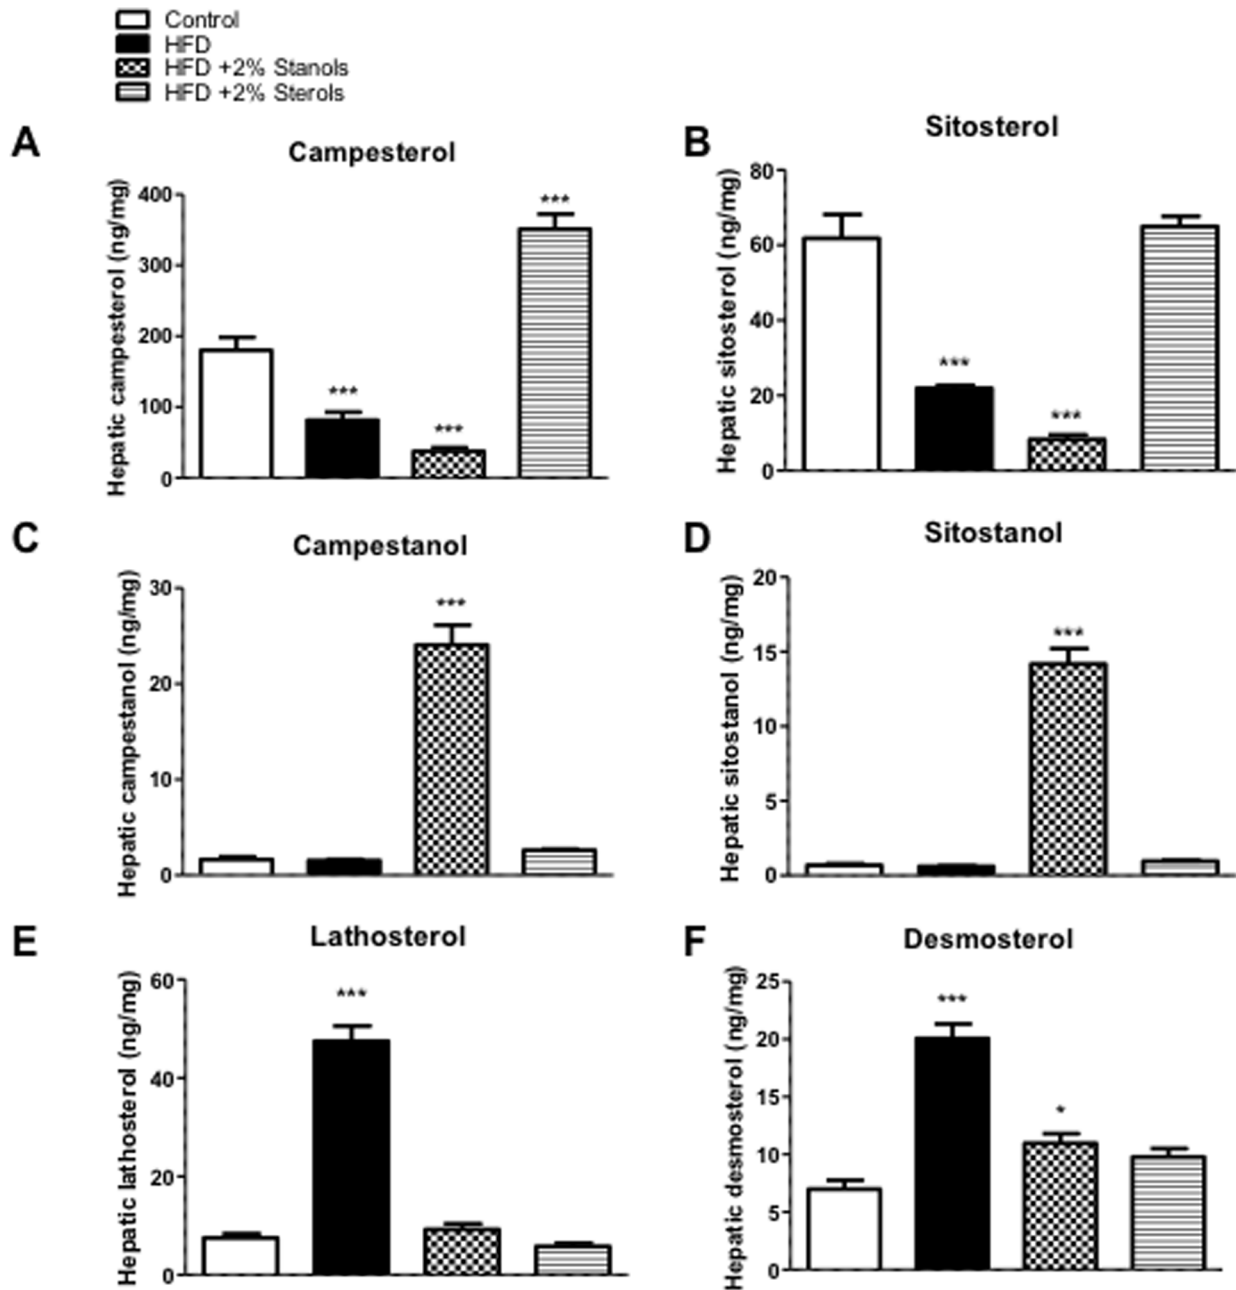 Control
HFD
HFD +2% Stanols
HFD +2% Sterols
A
Campesterol
Hepatic campesterol (ng/mg)
400
300
200
100
0
***
***
***
B
Sitosterol
Hepatic sitosterol (ng/mg)
80
60
40
20
0
***
***
C
Campestanol
Hepatic campestanol (ng/mg)
30
20
10
0
***
D
Sitostanol
Hepatic sitostanol (ng/mg)
20
15
10
5
0
***
E
Lathosterol
Hepatic lathosterol (ng/mg)
60
40
20
0
***
F
Desmosterol
Hepatic desmosterol (ng/mg)
25
20
15
10
5
0
***
*